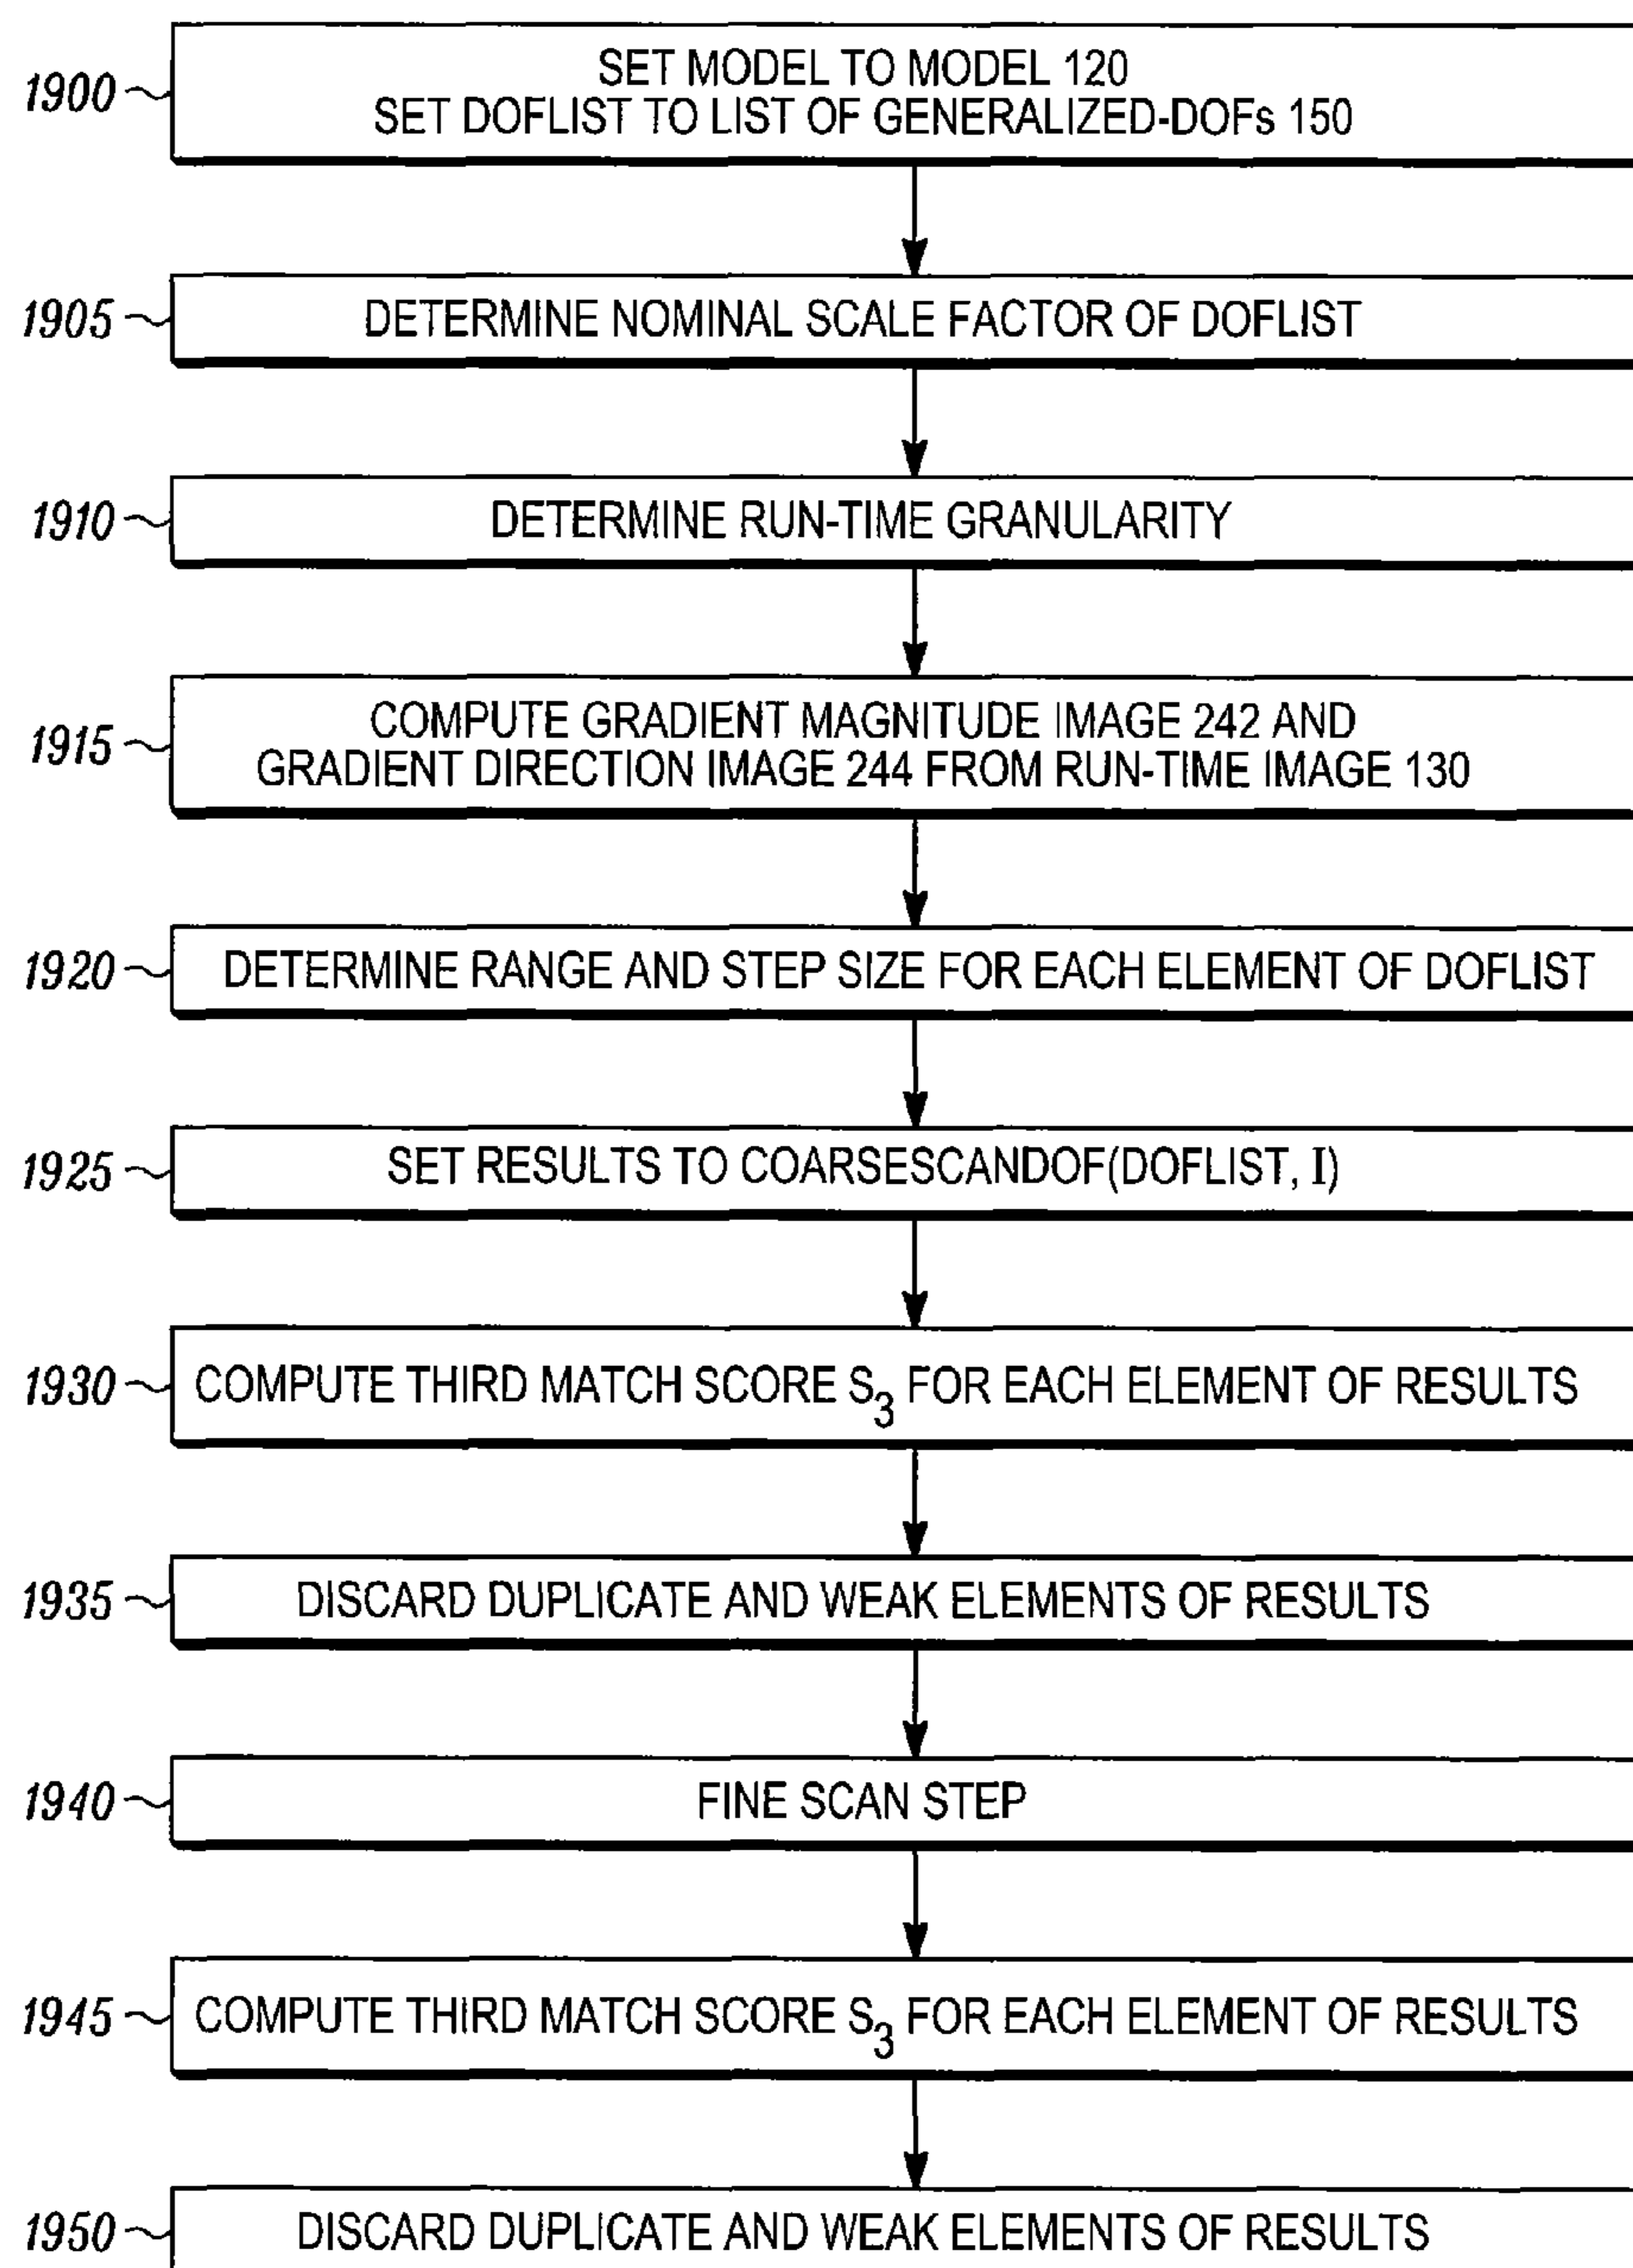 1900
SET MODEL TO MODEL 120
SET DOFLIST TO LIST OF GENERALIZED-DOFs 150
1905
DETERMINE NOMINAL SCALE FACTOR OF DOFLIST
1910
DETERMINE RUN-TIME GRANULARITY
1915
COMPUTE GRADIENT MAGNITUDE IMAGE 242 AND
GRADIENT DIRECTION IMAGE 244 FROM RUN-TIME IMAGE 130
1920
DETERMINE RANGE AND STEP SIZE FOR EACH ELEMENT OF DOFLIST
1925
SET RESULTS TO COARSESCANDOF(DOFLIST, I)
1930
COMPUTE THIRD MATCH SCORE S3 FOR EACH ELEMENT OF RESULTS
1935
DISCARD DUPLICATE AND WEAK ELEMENTS OF RESULTS
1940
FINE SCAN STEP
1945
COMPUTE THIRD MATCH SCORE S3 FOR EACH ELEMENT OF RESULTS
1950
DISCARD DUPLICATE AND WEAK ELEMENTS OF RESULTS